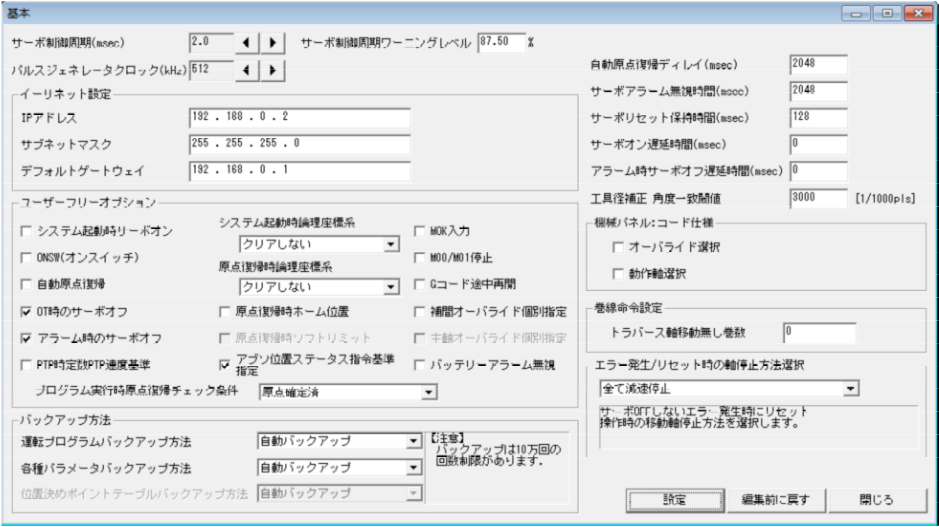 基本
サーボ制御周期(msec) 2.0
サーボ制御周期ワーニングレベル 87.50 %
パルスジェネレータクロック(kHz) 512
イーサネット設定
IPアドレス 192 . 168 . 0 . 2
サブネットマスク 255 . 255 . 255 . 0
デフォルトゲートウェイ 192 . 168 . 0 . 1
ユーザーフリーオプション
システム起動時サーボオン
ONSW(オンスイッチ)
自動原点復帰
OT時のサーボオフ
アラーム時のサーボオフ
PTP時定数PTP速度基準
システム起動時論理座標系
クリアしない
原点復帰時論理座標系
クリアしない
原点復帰時ホーム位置
原点復帰時ソフトリミット
アブソ位置ステータス指令基準
指定
MOK入力
M00/M01停止
Gコード途中再開
補間オーバライド個別指定
主軸オーバライド個別指定
バッテリーアラーム無視
プログラム実行時原点復帰チェック条件 原点確定済
バックアップ方法
運転プログラムバックアップ方法 自動バックアップ
各種パラメータバックアップ方法 自動バックアップ
位置決めポイントテーブルバックアップ方法 自動バックアップ
【注意】
バックアップは10万回の
回数制限があります.
自動原点復帰ディレイ(msec) 2048
サーボアラーム無視時間(msec) 2048
サーボリセット保持時間(msec) 128
サーボオン遅延時間(msec) 0
アラーム時サーボオフ遅延時間(msec) 0
工具径補正 角度一致閾値 3000 [1/1000pls]
機械パネル:コード仕様
オーバライド選択
動作軸選択
巻線命令設定
トラバース軸移動無し巻数 0
エラー発生/リセット時の軸停止方法選択
全て減速停止
サーボOFFしないエラー発生時にリセット
操作時の移動軸停止方法を選択します。
設定 編集前に戻す 閉じる